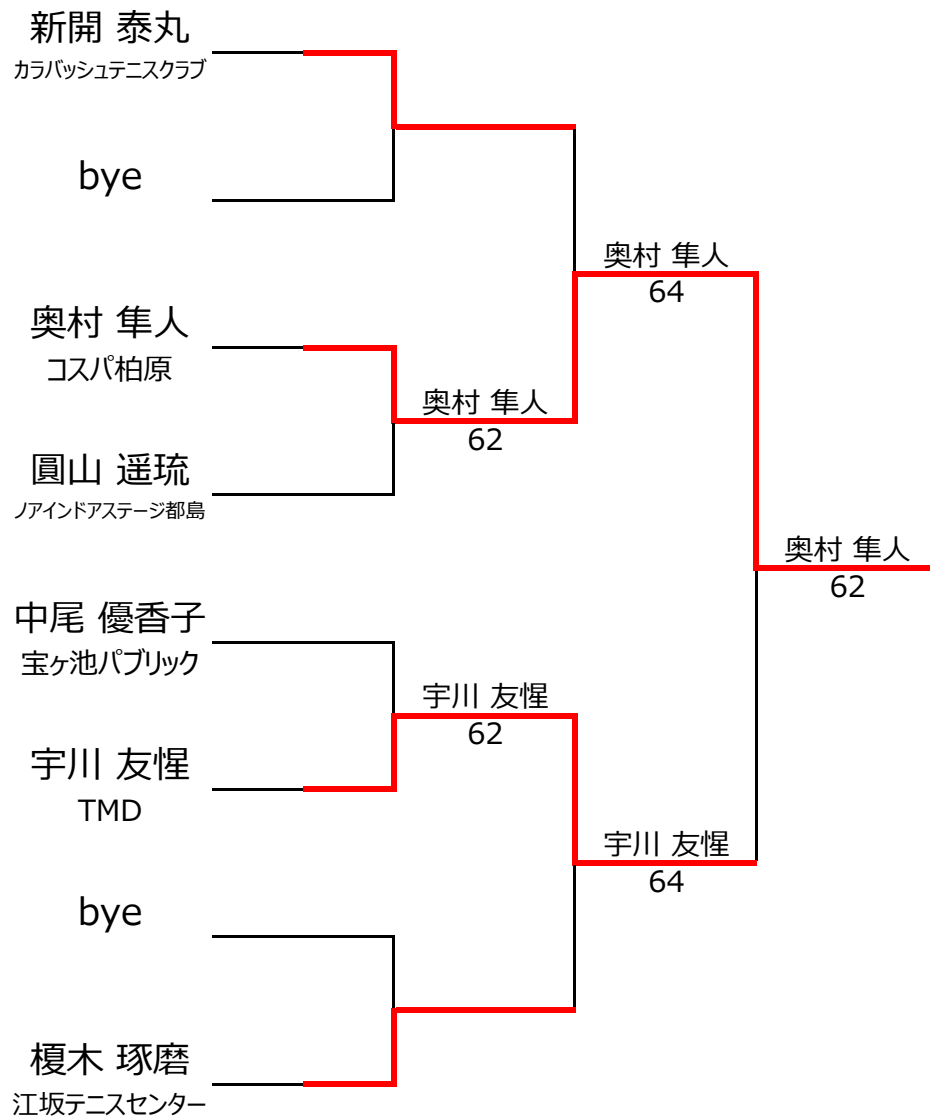 新開 泰丸
カラバッシュテニスクラブ
bye
奥村 隼人
64
奥村 隼人
コスパ柏原
奥村 隼人
62
圓山 遥琉
ノアインドアステージ都島
奥村 隼人
62
中尾 優香子
宝ヶ池パブリック
宇川 友惺
62
宇川 友惺
TMD
宇川 友惺
64
bye
榎木 琢磨
江坂テニスセンター